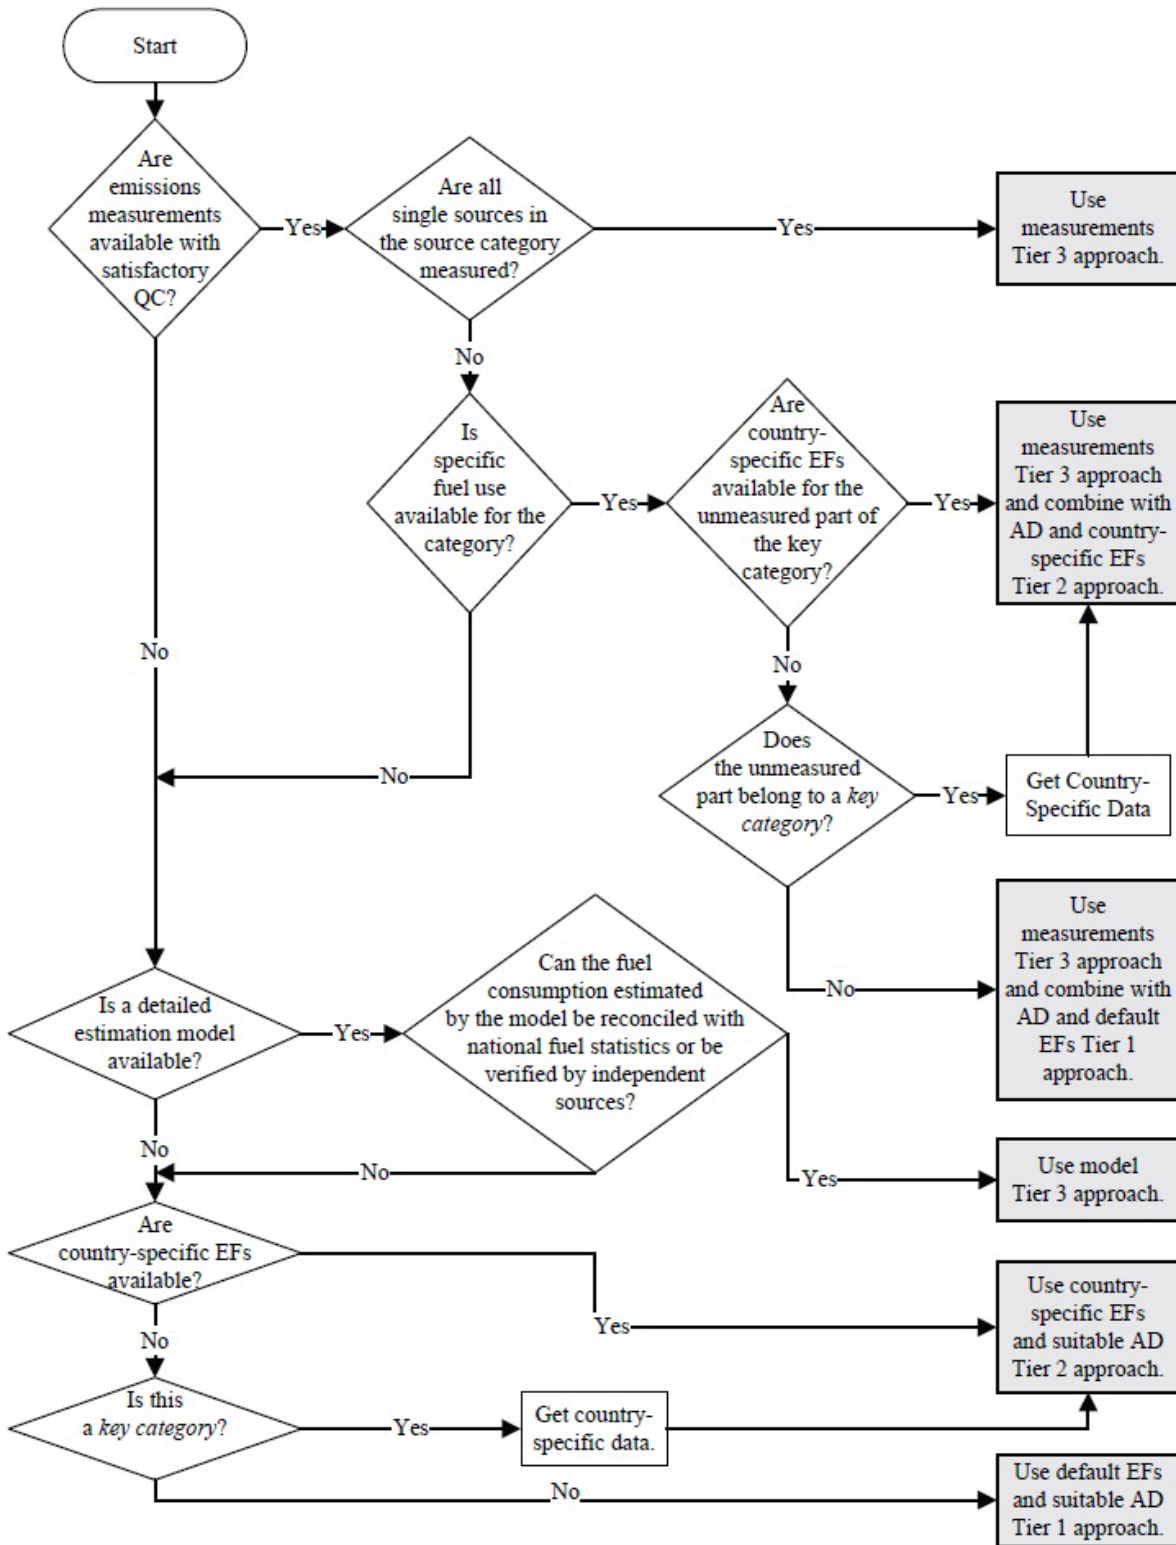 Start
Are
emissions
measurements
available with
satisfactory
QC?
Yes
Are all
single sources in
the source category
measured?
Yes
Use
measurements
Tier 3 approach.
No
Is
specific
fuel use
available for the
category?
Yes
Are
country-
specific EFs
available for the
unmeasured part of
the key
category?
Yes
Use
measurements
Tier 3 approach
and combine with
AD and country-
specific EFs
Tier 2 approach.
No
No
No
Does
the unmeasured
part belong to a key
category?
Yes
Get Country-
Specific Data
No
Use
measurements
Tier 3 approach
and combine with
AD and default
EFs Tier 1
approach.
Is a detailed
estimation model
available?
Yes
Can the fuel
consumption estimated
by the model be reconciled with
national fuel statistics or be
verified by independent
sources?
No
No
Yes
Use model
Tier 3 approach.
Are
country-specific EFs
available?
Yes
Use country-
specific EFs
and suitable AD
Tier 2 approach.
No
Is this
a key category?
Yes
Get country-
specific data.
No
Use default EFs
and suitable AD
Tier 1 approach.